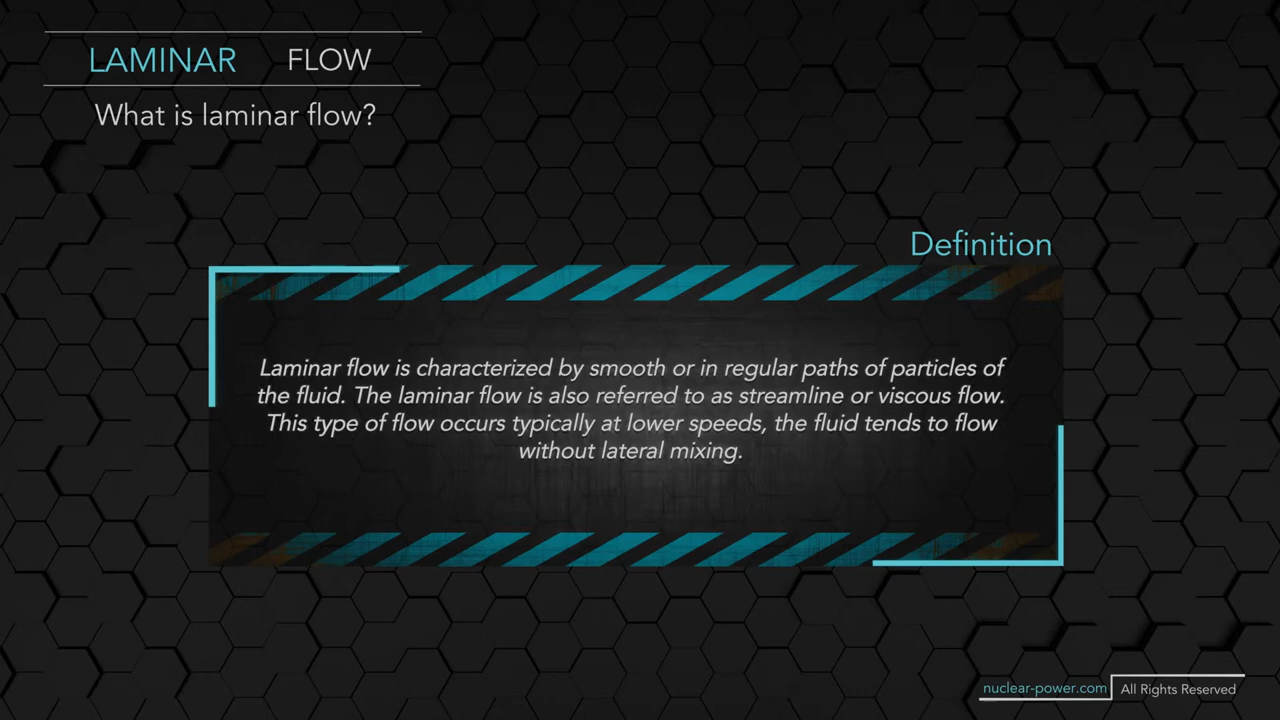 LAMINAR FLOW
What is laminar flow?
Definition
Laminar flow is characterized by smooth or in regular paths of particles of
the fluid. The laminar flow is also referred to as streamline or viscous flow.
This type of flow occurs typically at lower speeds, the fluid tends to flow
without lateral mixing.
nuclear-power.com All Rights Reserved